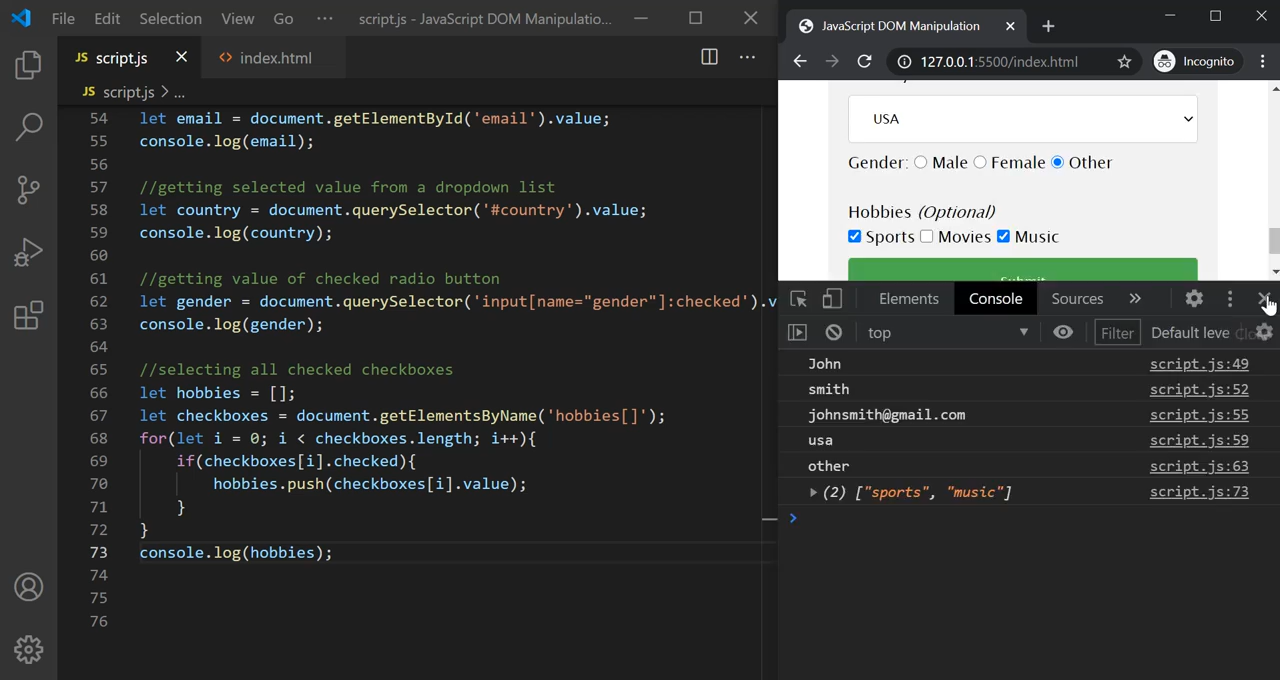 File Edit Selection View Go ··· script.js - JavaScript DOM Manipulatio...
JS script.js
<> index.html
JS script.js > ...
54 let email = document.getElementById('email').value;
55 console.log(email);
56
57 //getting selected value from a dropdown list
58 let country = document.querySelector('#country').value;
59 console.log(country);
60
61 //getting value of checked radio button
62 let gender = document.querySelector('input[name="gender"]:checked').v
63 console.log(gender);
64
65 //selecting all checked checkboxes
66 let hobbies = [];
67 let checkboxes = document.getElementsByName('hobbies[]');
68 for(let i = 0; i < checkboxes.length; i++){
69 if(checkboxes[i].checked){
70 hobbies.push(checkboxes[i].value);
71 }
72 }
73 console.log(hobbies);
74
75
76
JavaScript DOM Manipulation
127.0.0.1:5500/index.html
Incognito
USA
Gender: Male Female Other
Hobbies (Optional)
Sports Movies Music
Submit
Elements Console Sources »
top Filter Default leve
John script.js:49
smith script.js:52
johnsmith@gmail.com script.js:55
usa script.js:59
other script.js:63
(2) ["sports", "music"] script.js:73
>